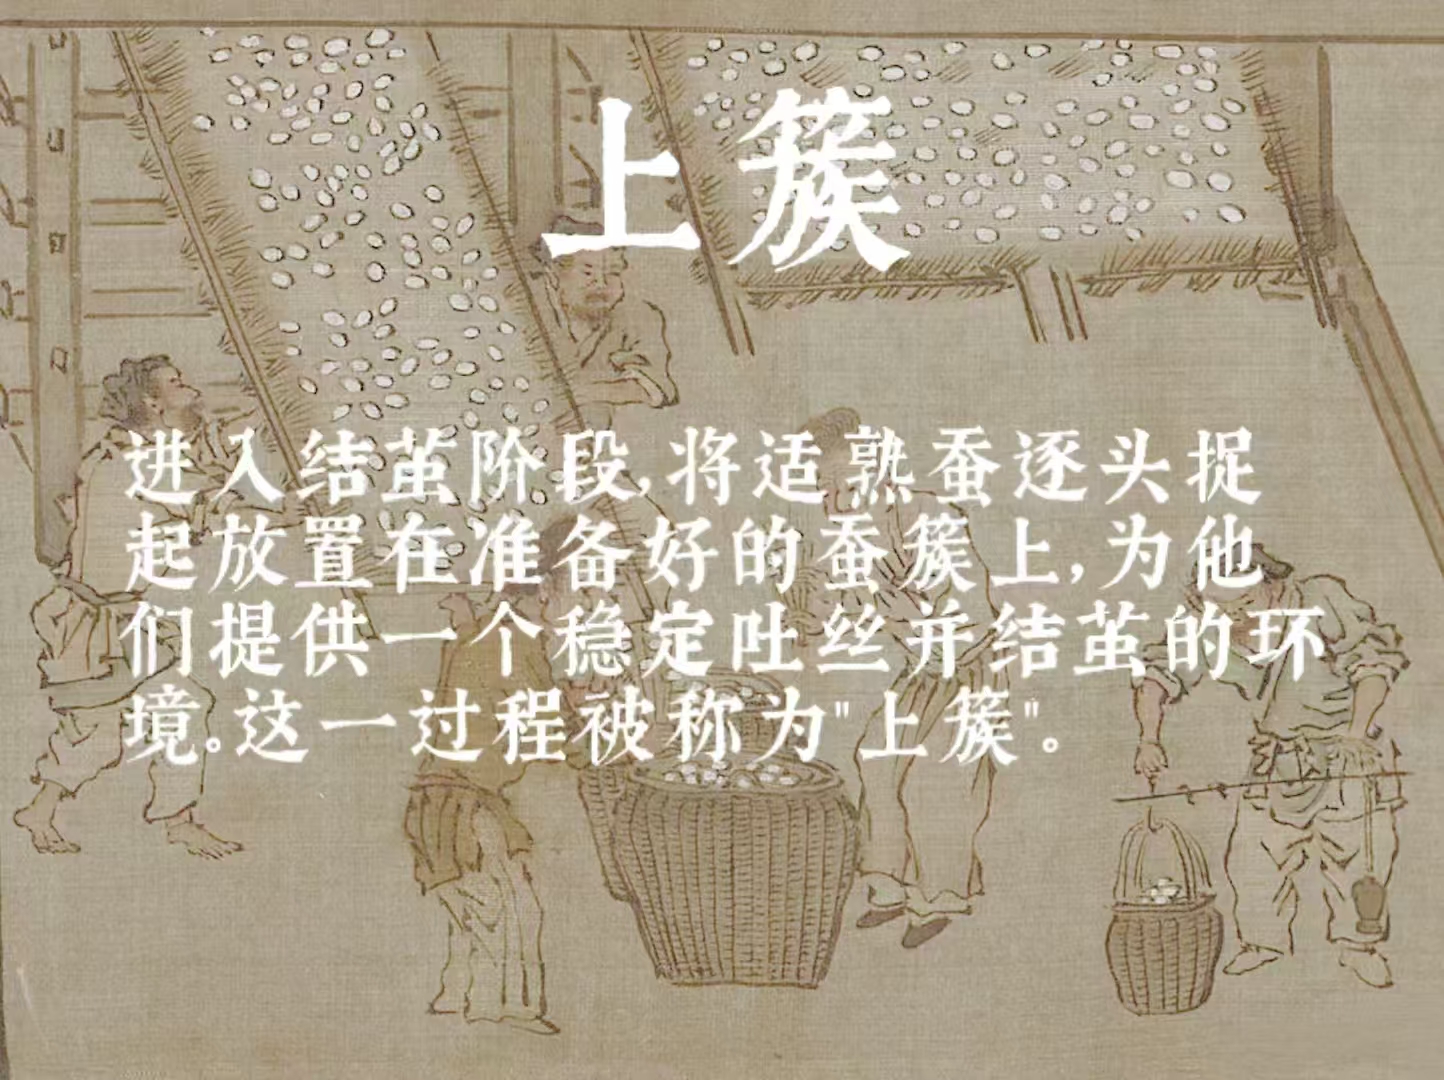 上簇
进入结茧阶段,将适熟蚕逐头捉
起放置在准备好的蚕簇上,为他
们提供一个稳定吐丝并结茧的环
境。这一过程被称为"上簇"。